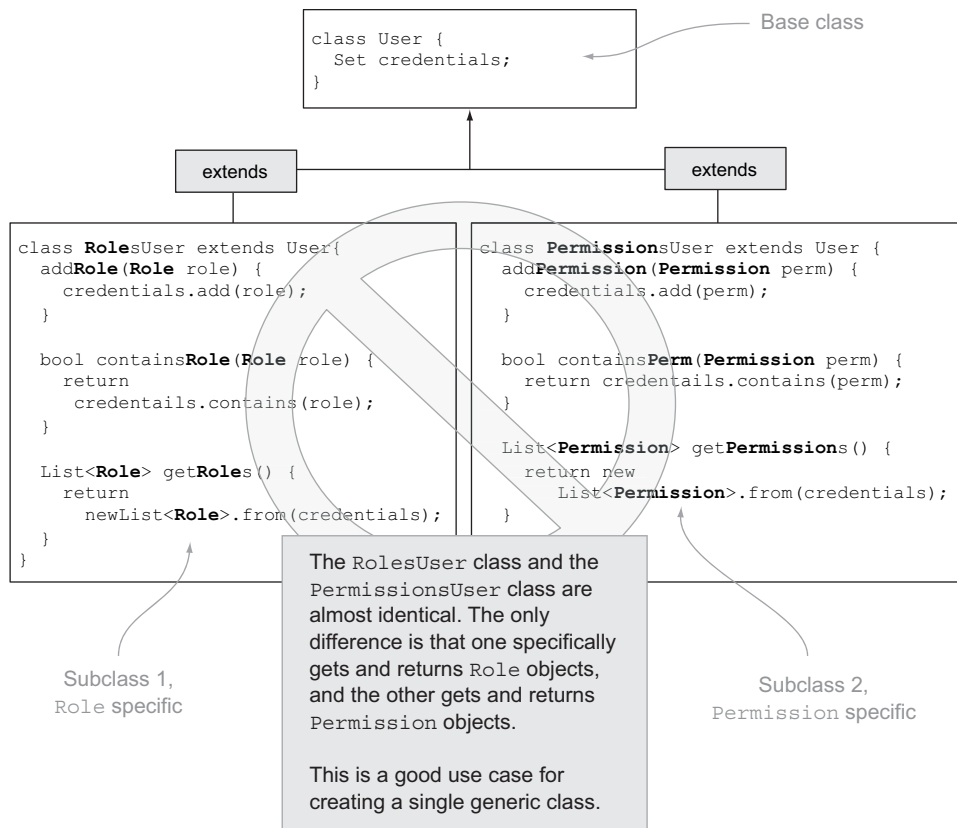 Base class
class User {
Set credentials;
}
extends
extends
class RolesUser extends User{
addRole(Role role) {
credentials.add(role);
}
bool containsRole(Role role) {
return
credentails.contains(role);
}
List<Role> getRoles() {
return
newList<Role>.from(credentials);
}
}
class PermissionsUser extends User {
addPermission(Permission perm) {
credentials.add(perm);
}
bool containsPerm(Permission perm) {
return credentails.contains(perm);
}
List<Permission> getPermissions() {
return new
List<Permission>.from(credentials);
}
The RolesUser class and the
PermissionsUser class are
almost identical. The only
difference is that one specifically
gets and returns Role objects,
and the other gets and returns
Permission objects.
This is a good use case for
creating a single generic class.
Subclass 1,
Role specific
Subclass 2,
Permission specific